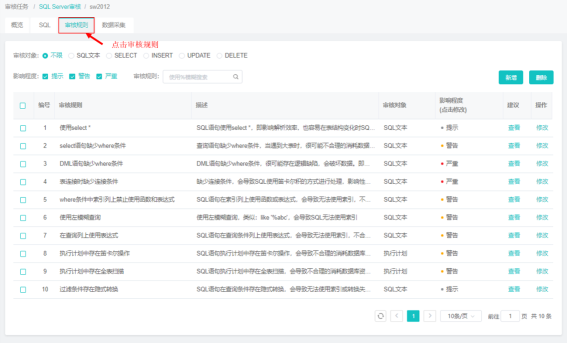 审核任务 / SQL Server审核 / sw2012
概览 SQL 审核规则 数据采集
点击审核规则
审核对象: 不限 SQL文本 SELECT INSERT UPDATE DELETE
影响程度: 提示 警告 严重 审核规则: 使用%模糊搜索 新增 删除
编号 审核规则 描述 审核对象 影响程度 (点击修改) 建议 操作
1 使用select * SQL语句使用select *，即影响解析效率，也容易在表结构变化时SQ... SQL文本 提示 查看 修改
2 select语句缺少where条件 查询语句缺少where条件，当遇到大表时，很可能不合理的消耗数据... SQL文本 警告 查看 修改
3 DML语句缺少where条件 DML语句缺少where条件，很可能存在逻辑缺陷，会破坏数据。即... SQL文本 严重 查看 修改
4 表连接时缺少连接条件 缺少连接条件，会导致SQL使用笛卡尔积的方式进行处理，影响性... SQL文本 严重 查看 修改
5 where条件中索引列上禁止使用函数和表达式 SQL语句在索引列上使用函数或表达式，会导致无法使用索引，不... SQL文本 警告 查看 修改
6 使用左模糊查询 使用左模糊查询，类似：like '%abc'，会导致SQL无法使用索引 SQL文本 警告 查看 修改
7 在查询列上使用表达式 SQL语句在查询条件列上使用表达式，会导致无法使用索引，不会... SQL文本 警告 查看 修改
8 执行计划中存在笛卡尔操作 SQL语句执行计划中存在笛卡尔操作，会导致不合理的消耗数据库... 执行计划 警告 查看 修改
9 执行计划中存在全表扫描 SQL语句执行计划中存在全表扫描，会导致不合理的消耗数据库资... 执行计划 警告 查看 修改
10 过滤条件存在隐式转换 SQL语句在查询条件存在隐式转换，会导致无法使用索引或转换失... SQL文本 提示 查看 修改
1 10条/页 前往 1 页 共 10 条